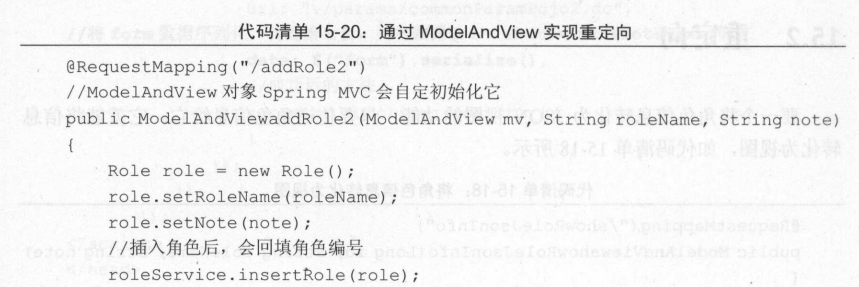 代码清单 15-20：通过 ModelAndView 实现重定向
@RequestMapping("/addRole2")
//ModelAndView 对象 Spring MVC 会自定初始化它
public ModelAndViewaddRole2(ModelAndView mv, String roleName, String note)
{
Role role = new Role();
role.setRoleName(roleName);
role.setNote(note);
//插入角色后，会回填角色编号
roleService.insertRole(role);